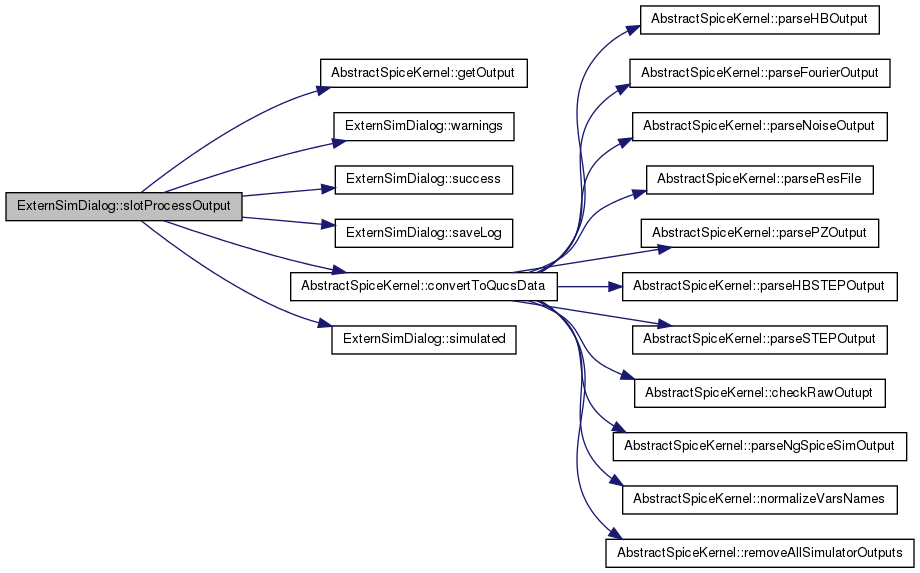 ExternSimDialog::slotProcessOutput
AbstractSpiceKernel::getOutput
ExternSimDialog::warnings
ExternSimDialog::success
ExternSimDialog::saveLog
AbstractSpiceKernel::convertToQucsData
ExternSimDialog::simulated
AbstractSpiceKernel::parseHBOutput
AbstractSpiceKernel::parseFourierOutput
AbstractSpiceKernel::parseNoiseOutput
AbstractSpiceKernel::parseResFile
AbstractSpiceKernel::parsePZOutput
AbstractSpiceKernel::parseHBSTEPOutput
AbstractSpiceKernel::parseSTEPOutput
AbstractSpiceKernel::checkRawOutupt
AbstractSpiceKernel::parseNgSpiceSimOutput
AbstractSpiceKernel::normalizeVarsNames
AbstractSpiceKernel::removeAllSimulatorOutputs